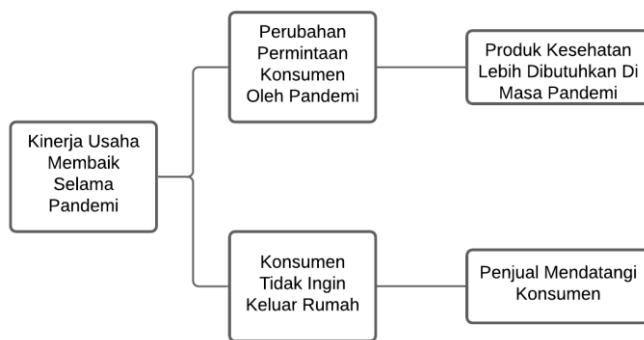 Kinerja Usaha
Membaik
Selama
Pandemi
Perubahan
Permintaan
Konsumen
Oleh Pandemi
Produk Kesehatan
Lebih Dibutuhkan Di
Masa Pandemi
Konsumen
Tidak Ingin
Keluar Rumah
Penjual Mendatangi
Konsumen